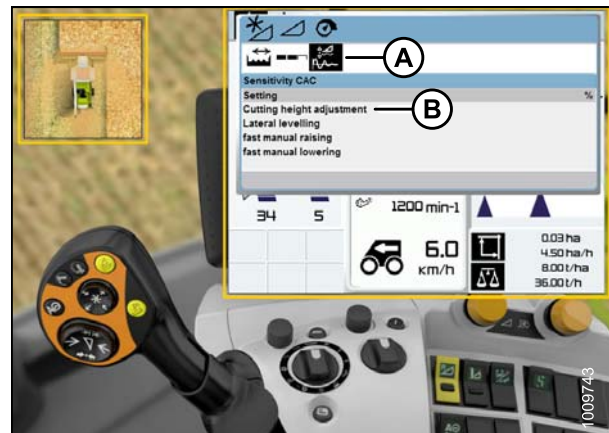 A
Sensitivity CAC
Setting %
Cutting height adjustment
B
Lateral levelling
fast manual raising
fast manual lowering
34 5
1200 min-1
6.0
km/h
0.03 ha
4.50 ha/h
8.00 t/ha
36.00 t/h
1009743